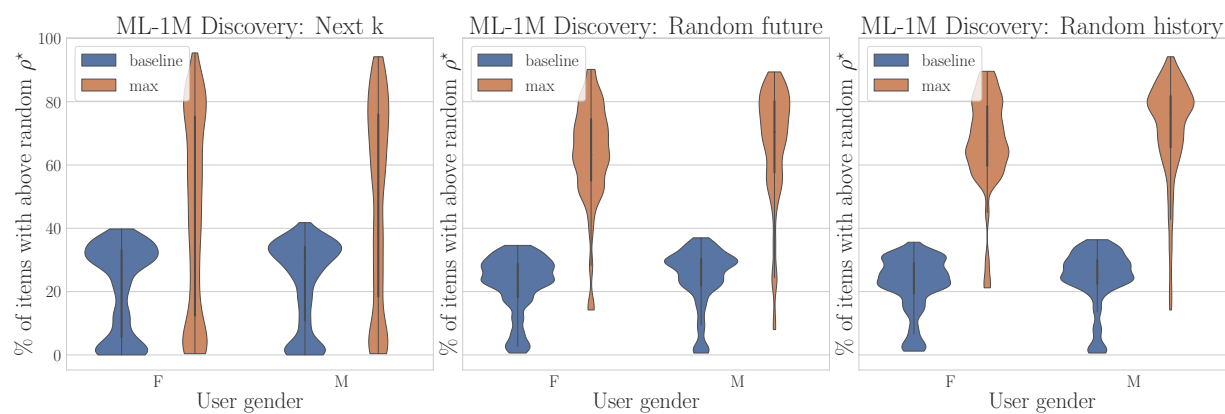 ML-1M Discovery: Next k
ML-1M Discovery: Random future
ML-1M Discovery: Random history
% of items with above random ρ*
100
80
60
40
20
0
baseline
max
F
M
User gender
% of items with above random ρ*
baseline
max
F
M
User gender
% of items with above random ρ*
baseline
max
F
M
User gender